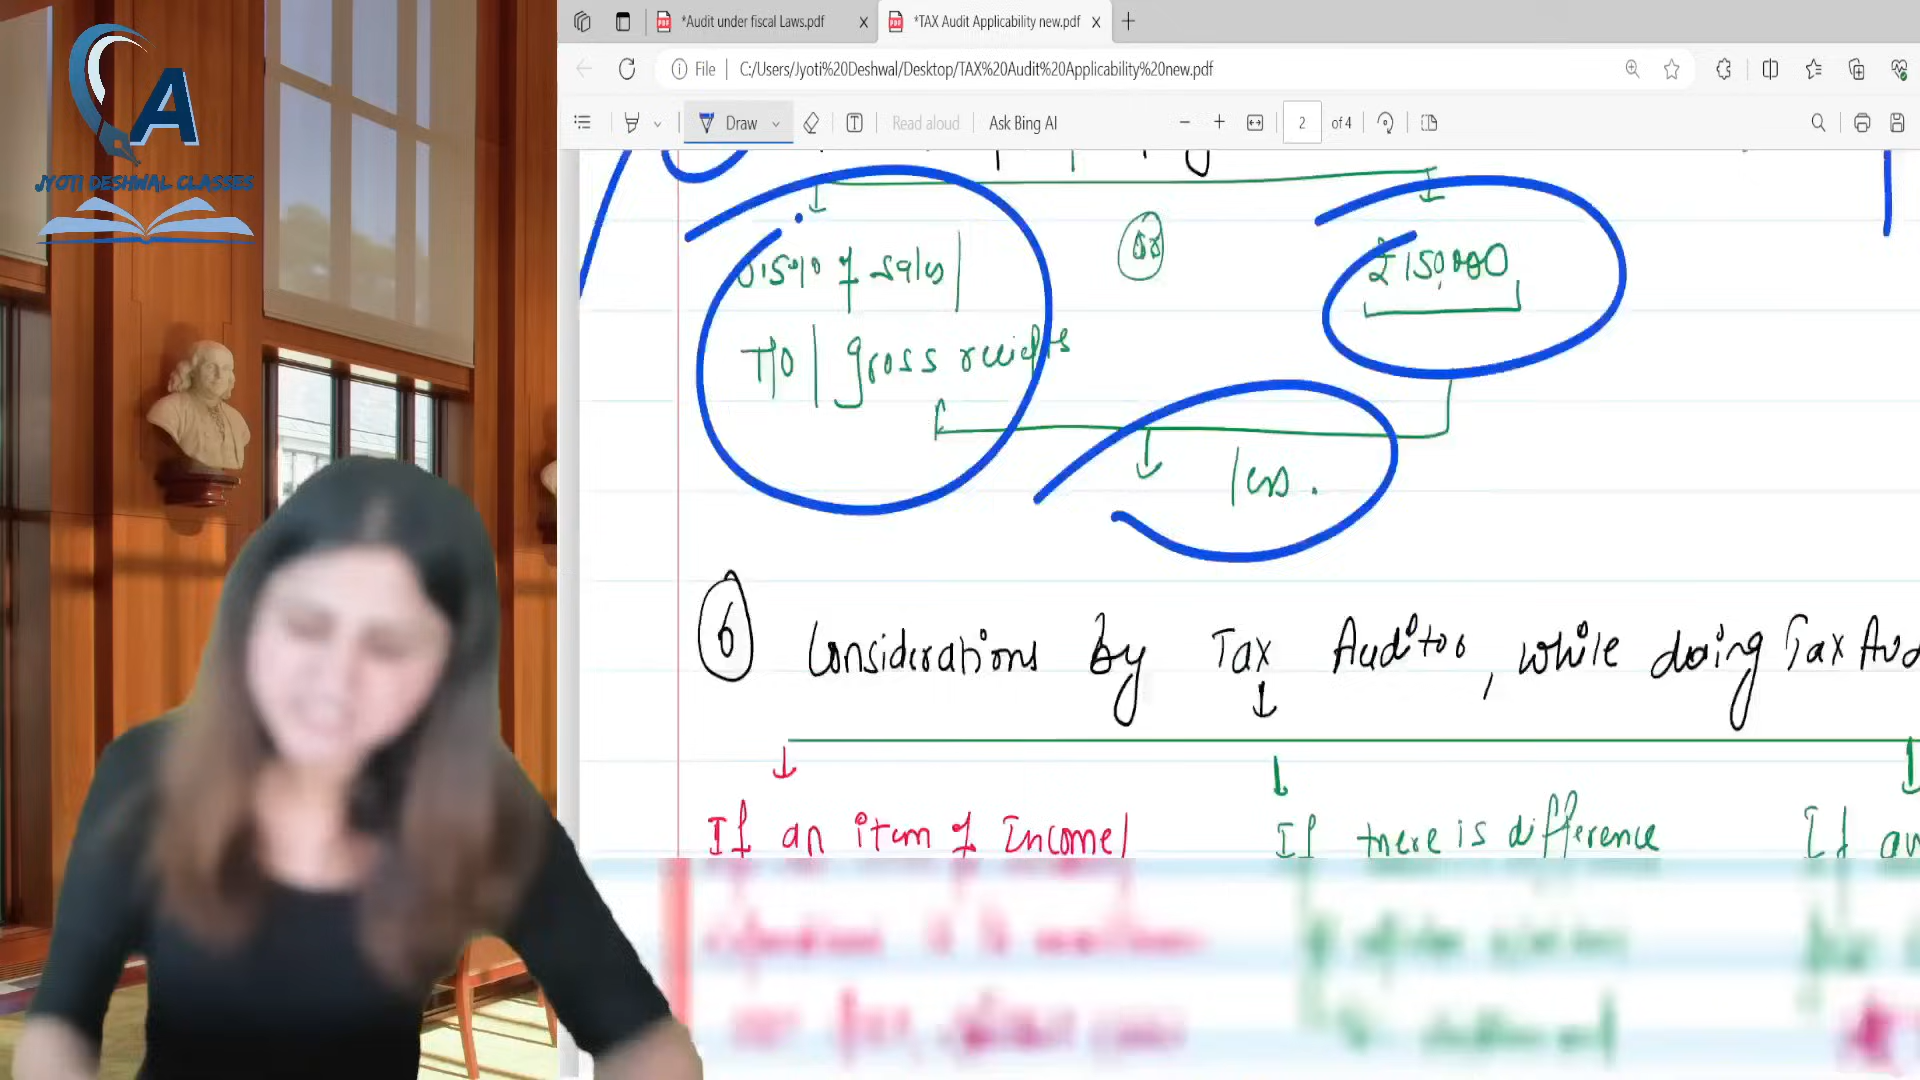 *Audit under fiscal Laws.pdf
*TAX Audit Applicability new.pdf
File
C:/Users/Jyoti%20Deshwal/Desktop/TAX%20Audit%20Applicability%20new.pdf
Draw
Read aloud
Ask Bing AI
2 of 4
A
JYOTI DESHWAL CLASSES
0.5% of sales|
or
₹150,000
T/O | gross receipts
less.
6 Considerations by Tax Auditor, while doing Tax Aud
If an item of Income/
If there is difference
If